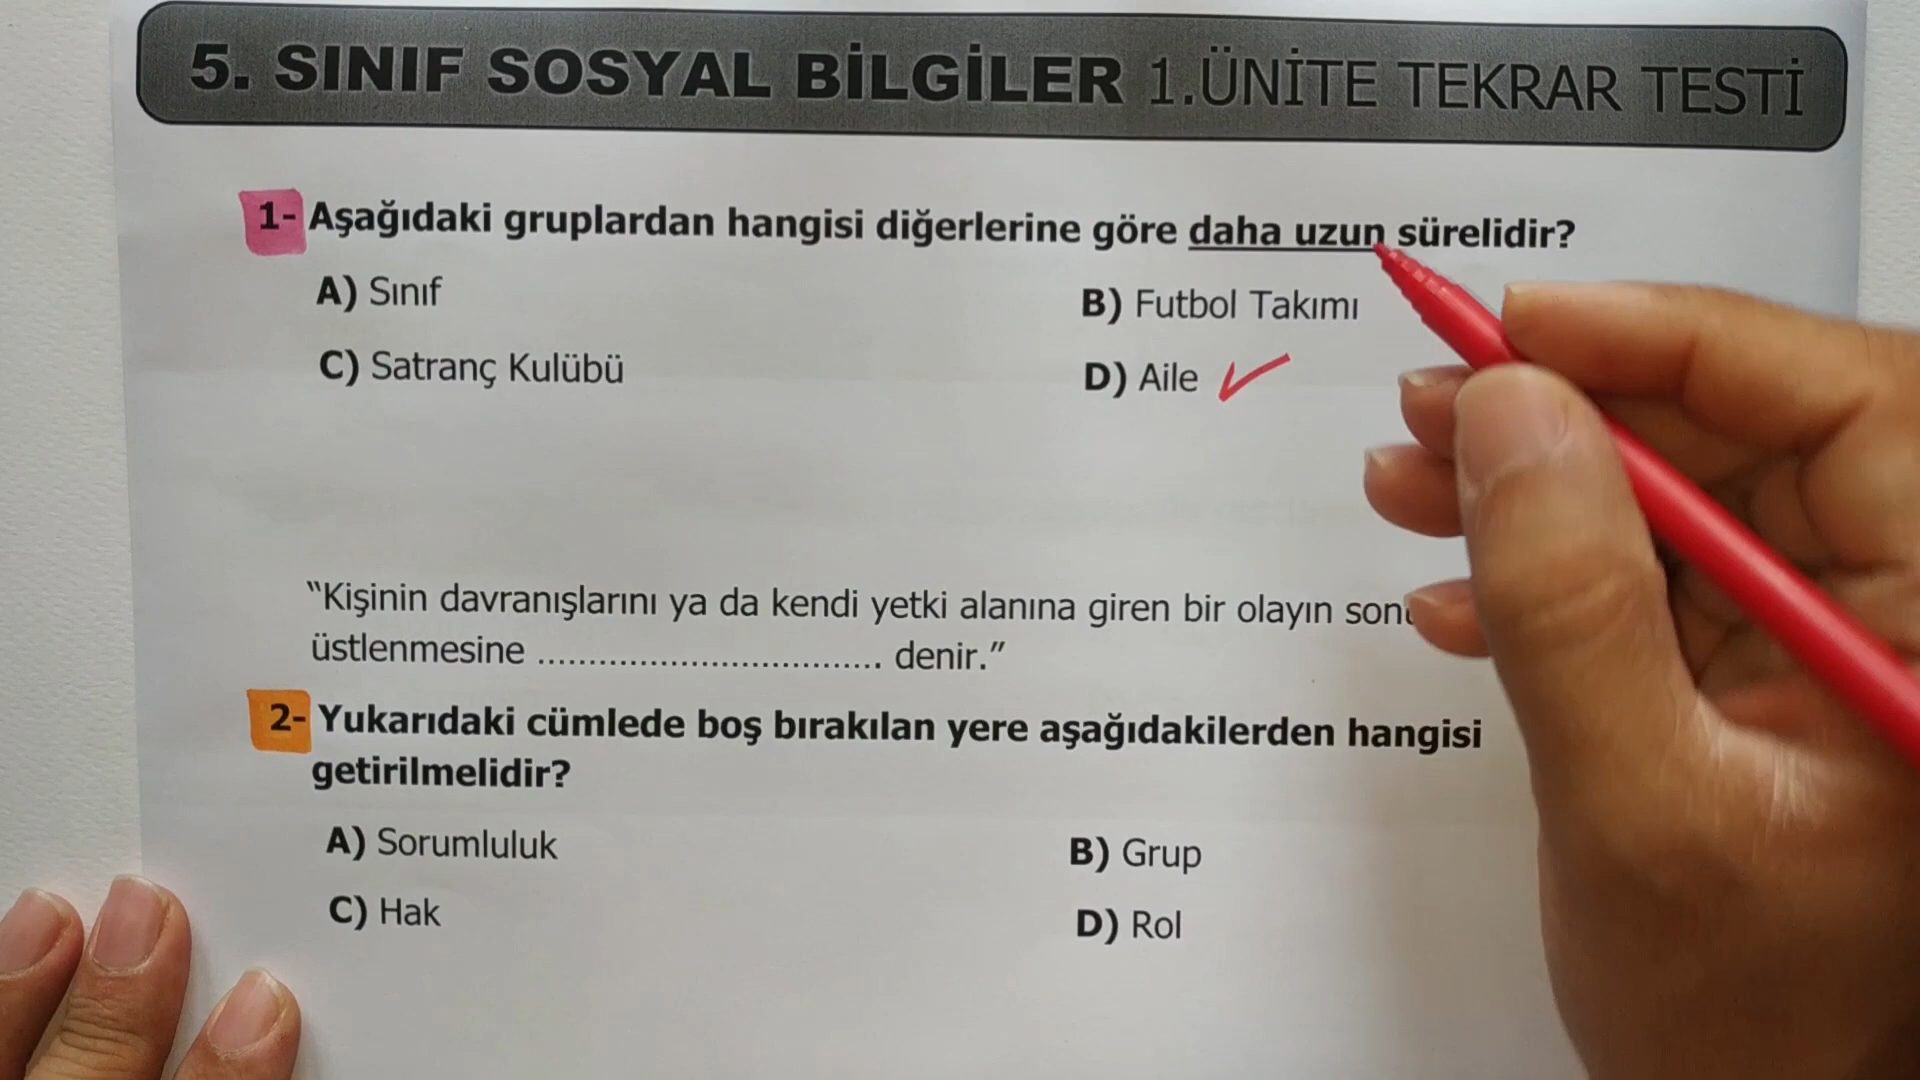 5. SINIF SOSYAL BİLGİLER 1.ÜNİTE TEKRAR TESTİ
1- Aşağıdaki gruplardan hangisi diğerlerine göre daha uzun sürelidir?
A) Sınıf
B) Futbol Takımı
C) Satranç Kulübü
D) Aile
“Kişinin davranışlarını ya da kendi yetki alanına giren bir olayın
üstlenmesine .................................. denir.”
2- Yukarıdaki cümlede boş bırakılan yere aşağıdakilerden hangisi
getirilmelidir?
A) Sorumluluk
B) Grup
C) Hak
D) Rol